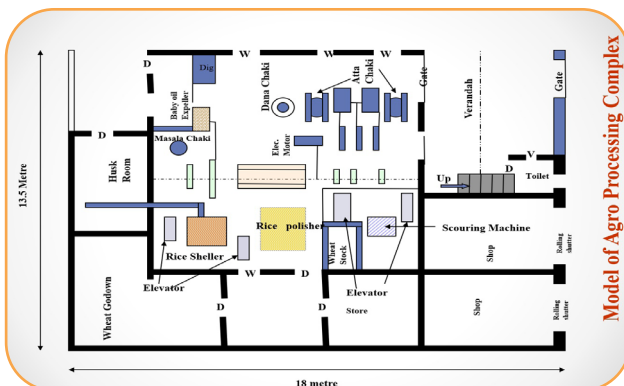 D
W
W
W
Dig
Baby oil
Expeller
Dana Chaki
Atta
Chaki
Gate
Verandah
Gate
Model of Agro Processing Complex
13.5 Metre
D
Husk
Room
Masala Chaki
Elec.
Motor
Up
V
D
Toilet
Rice polisher
Scouring Machine
Rice Sheller
Wheat
Stock
Shop
Rolling
shutter
Elevator
W
D
Elevator
Wheat Godown
D
D
Store
Shop
Rolling
shutter
18 metre